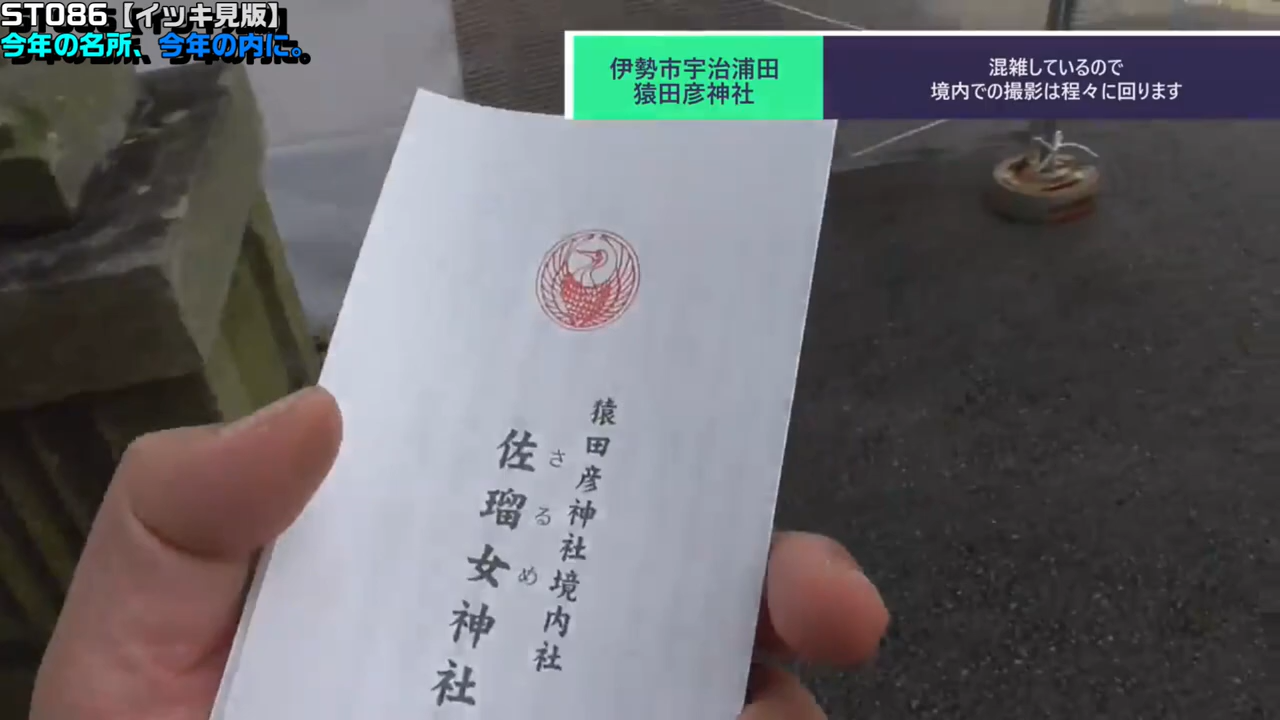 ST086【イッキ見版】
今年の名所、今年の内に。
伊勢市宇治浦田
猿田彦神社
混雑しているので
境内での撮影は程々に回ります
猿田彦神社境内社
さるめ
佐瑠女神社